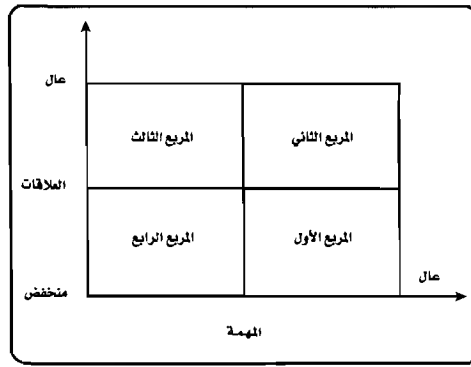 عال
المربع الثاني
المربع الثالث
العلاقات
المربع الأول
المربع الرابع
عال
منخفض
المهمة